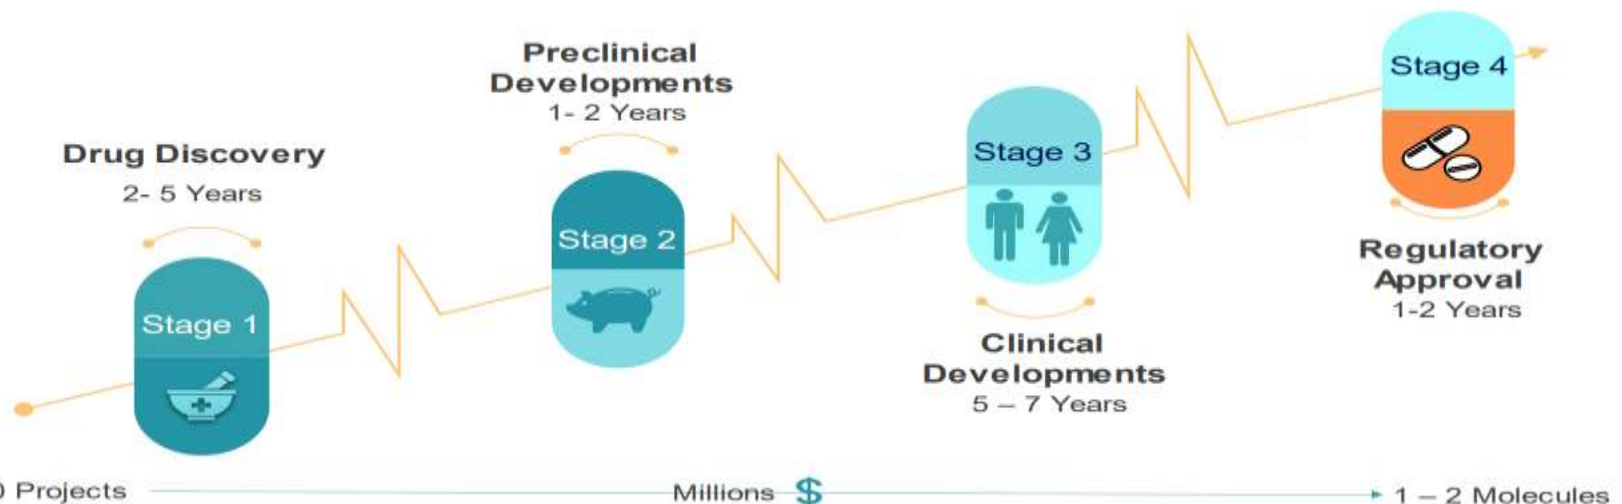 Drug Discovery
2- 5 Years
Stage 1
Preclinical
Developments
1- 2 Years
Stage 2
Stage 3
Clinical
Developments
5 – 7 Years
Stage 4
Regulatory
Approval
1-2 Years
Projects
Millions $
1 – 2 Molecules